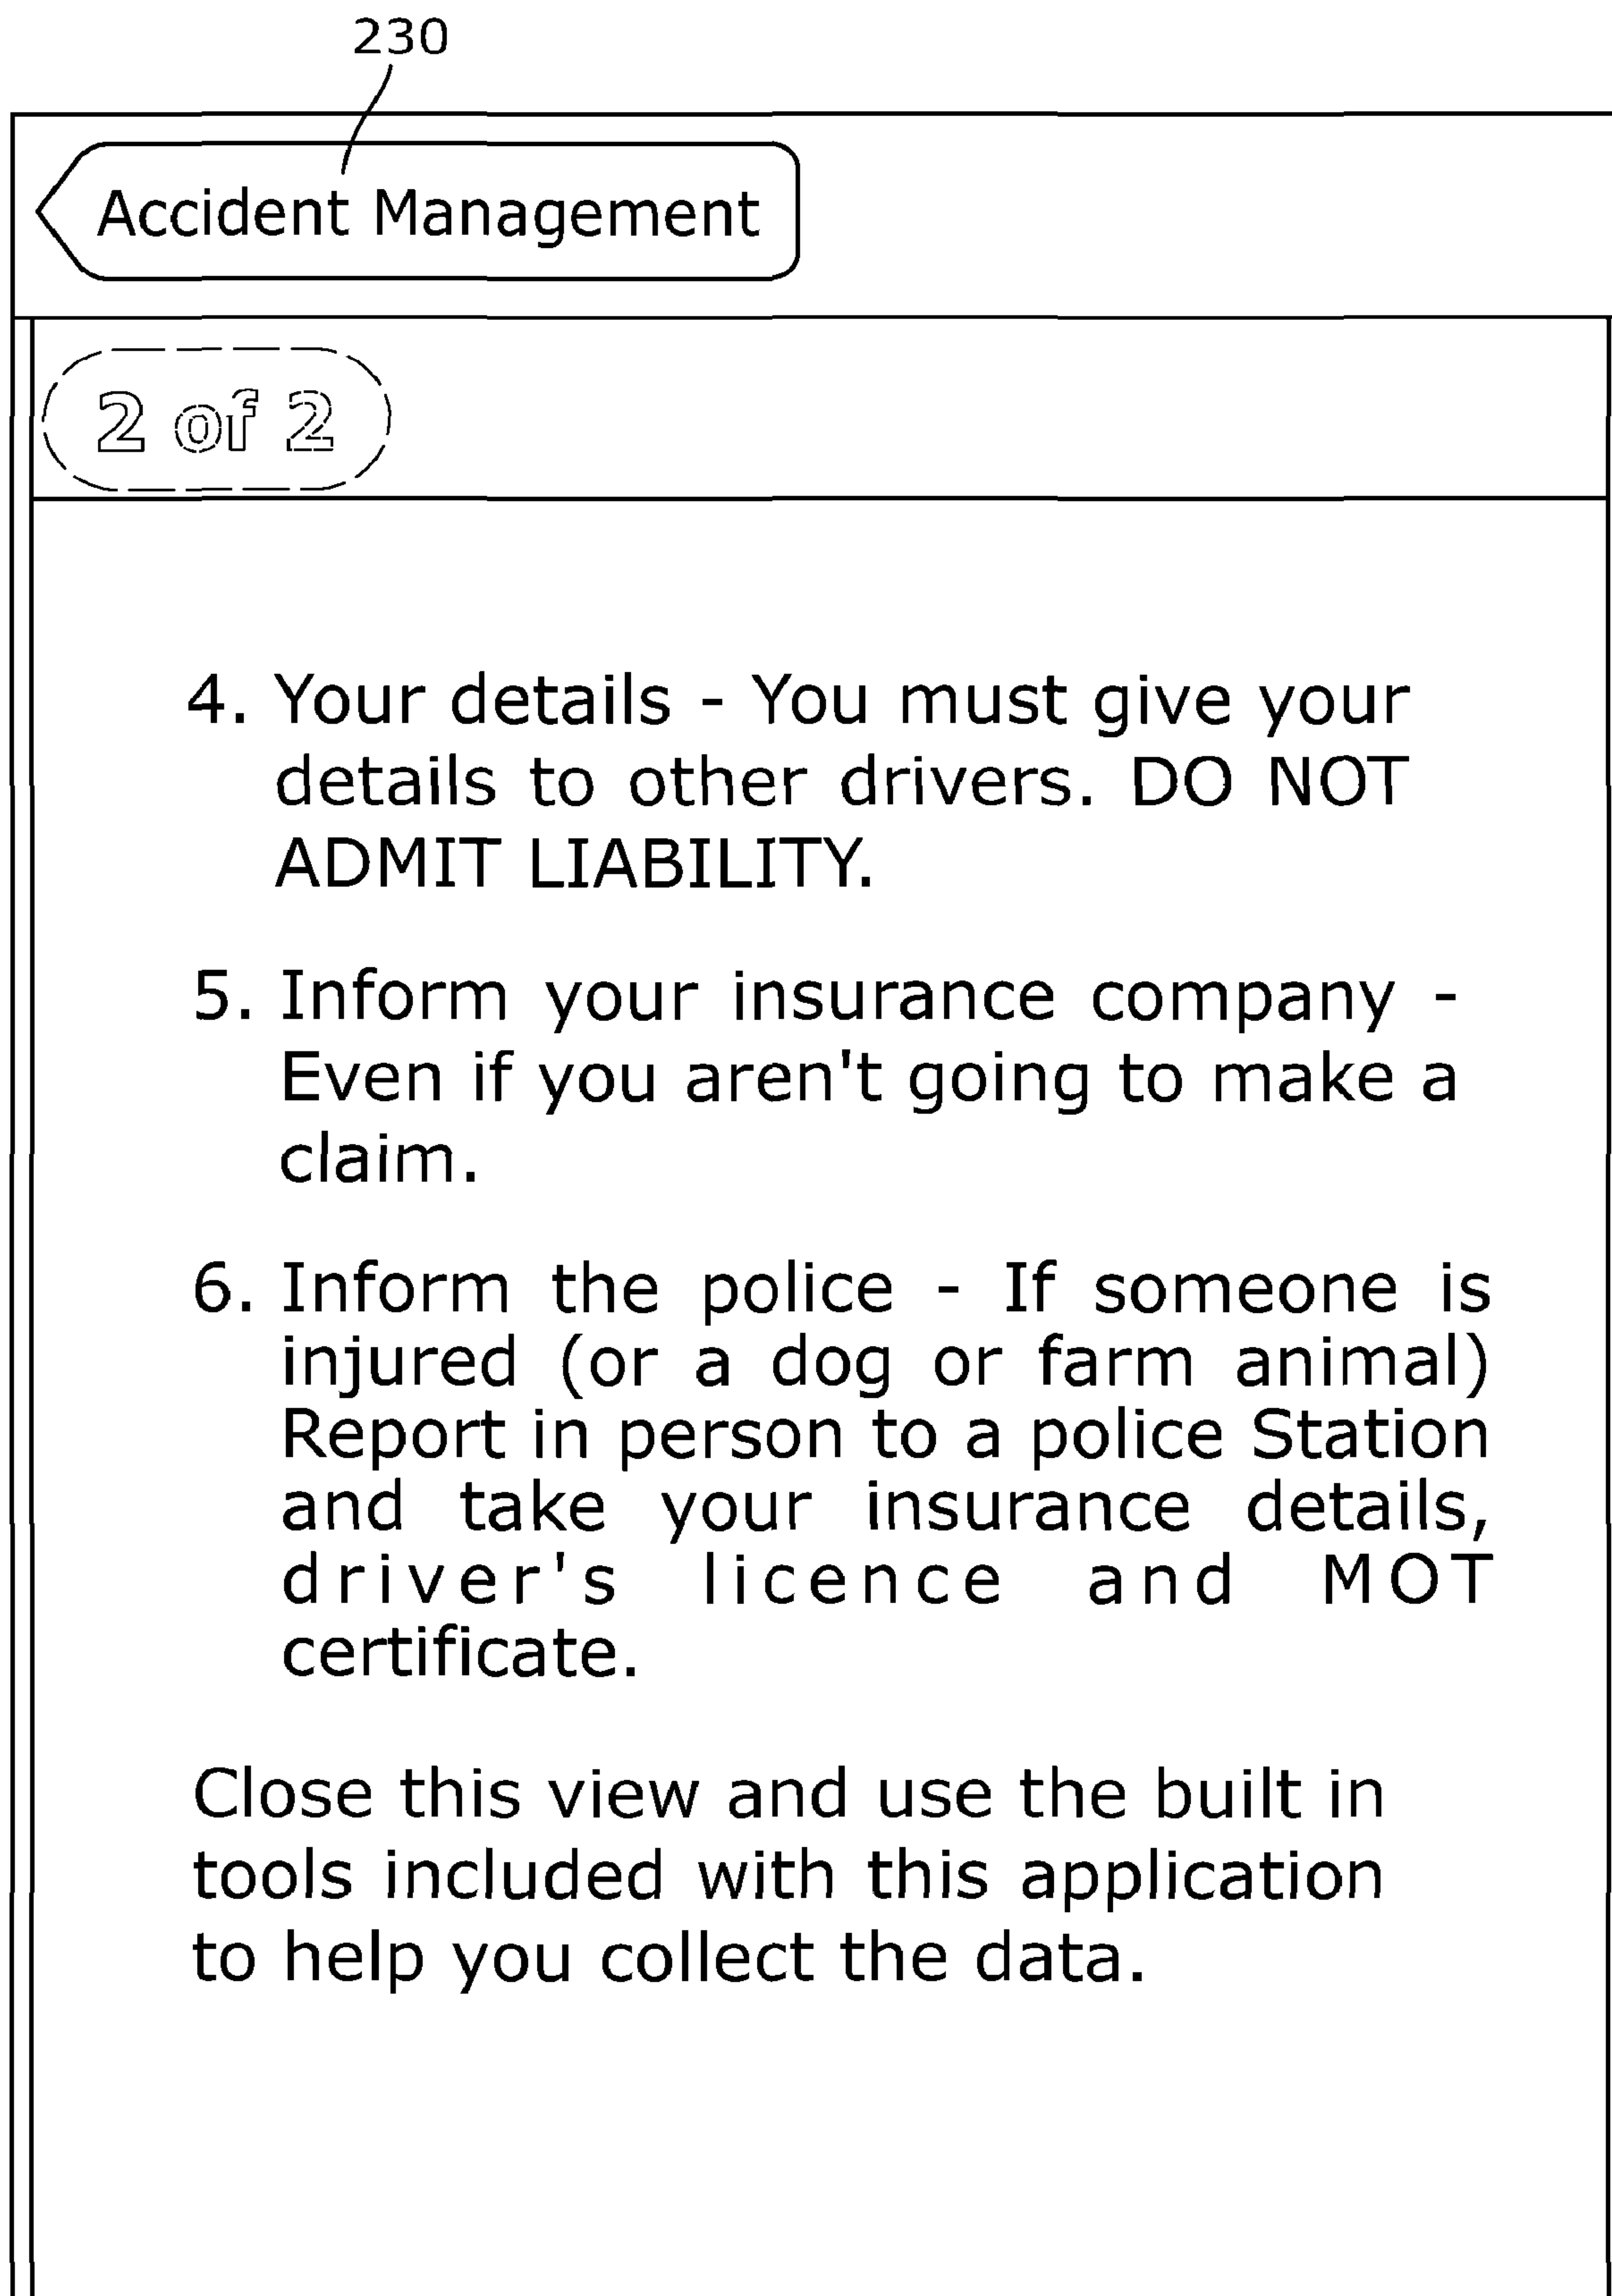 230
Accident Management
2 of 2
4. Your details - You must give your
details to other drivers. DO NOT
ADMIT LIABILITY.
5. Inform your insurance company -
Even if you aren't going to make a
claim.
6. Inform the police - If someone is
injured (or a dog or farm animal)
Report in person to a police Station
and take your insurance details,
driver's licence and MOT
certificate.
Close this view and use the built in
tools included with this application
to help you collect the data.